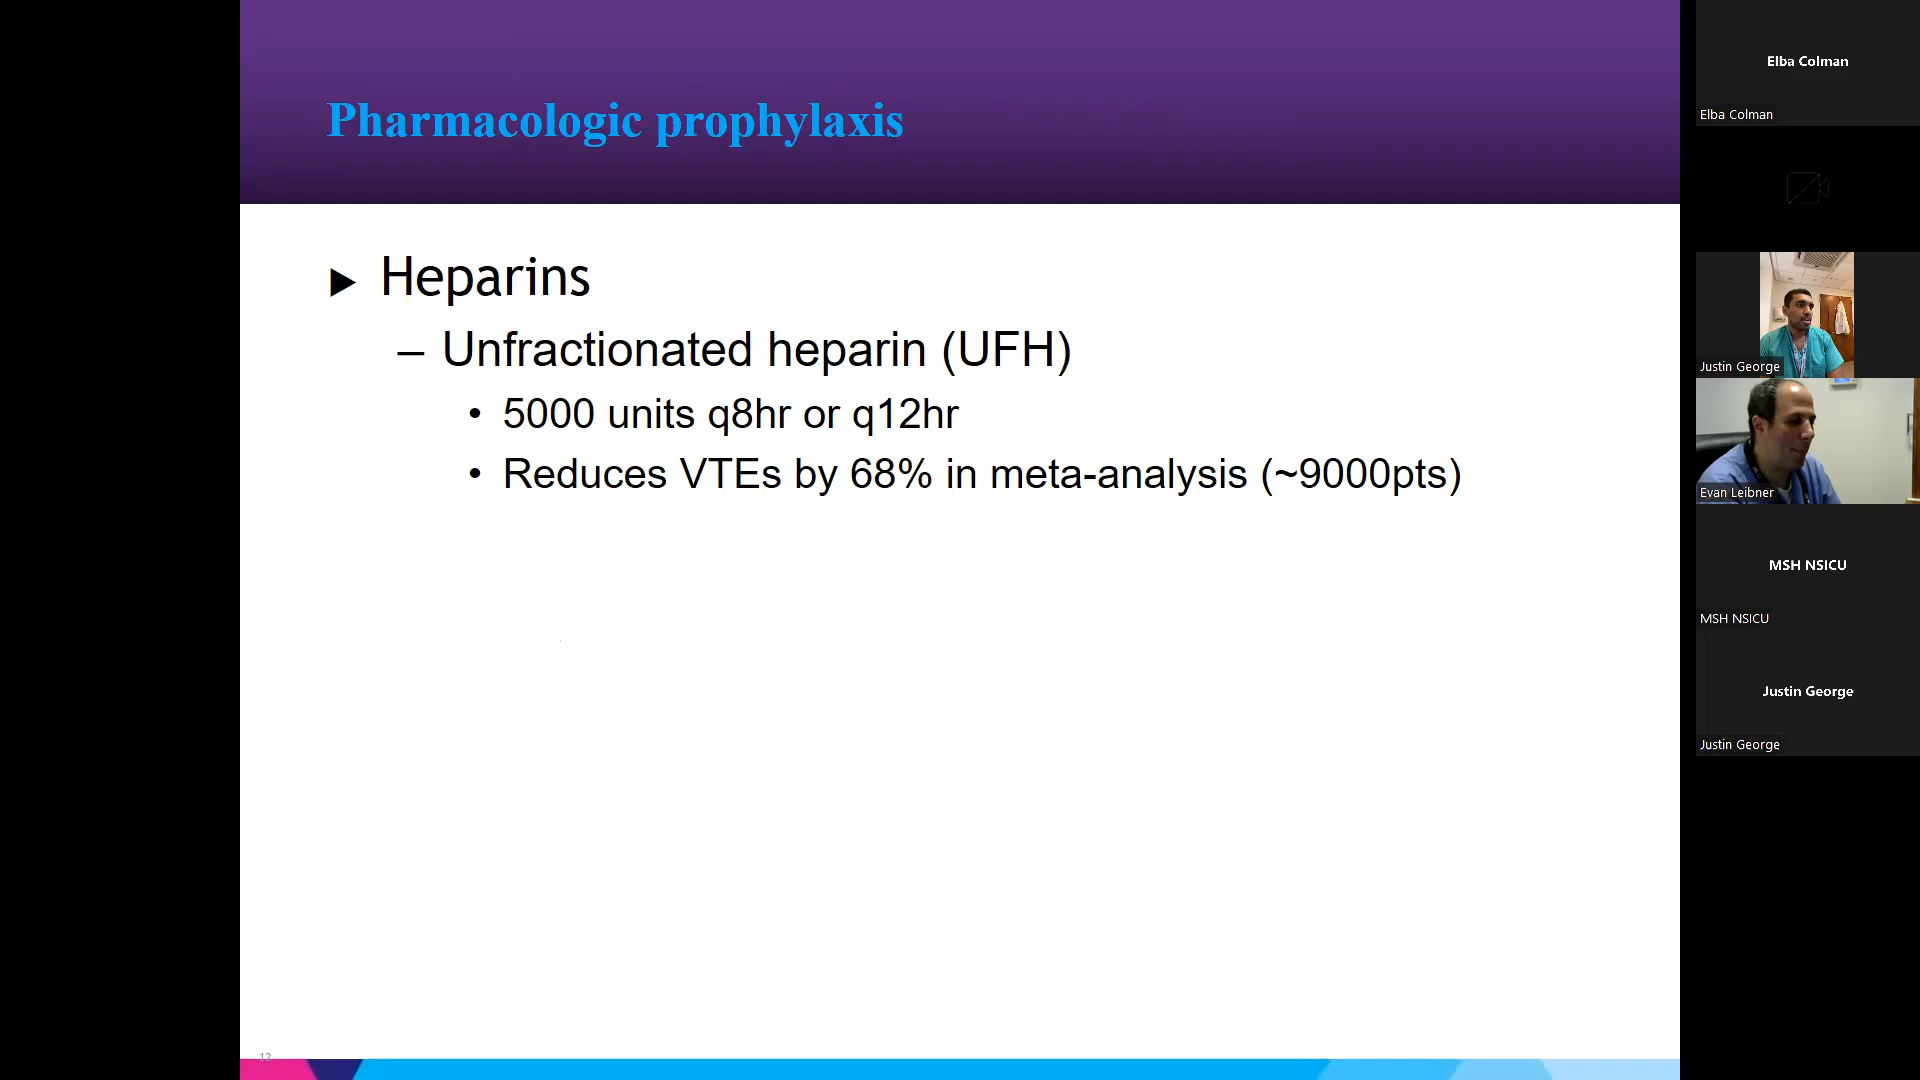 Pharmacologic prophylaxis
▶ Heparins
– Unfractionated heparin (UFH)
• 5000 units q8hr or q12hr
• Reduces VTEs by 68% in meta-analysis (~9000pts)
12
Elba Colman
Elba Colman
Justin George
Evan Leibner
MSH NSICU
MSH NSICU
Justin George
Justin George